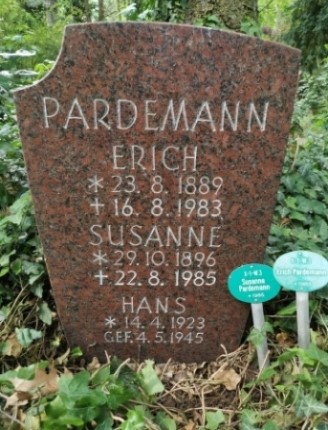 PARDEMANN
ERICH
* 23. 8. 1889
+ 16. 8. 1983
SUSANNE
* 29. 10. 1896
+ 22. 8. 1985
HANS
* 14. 4. 1923
GEF. 4. 5. 1945
Susanne
Pardemann
Erich Pardemann